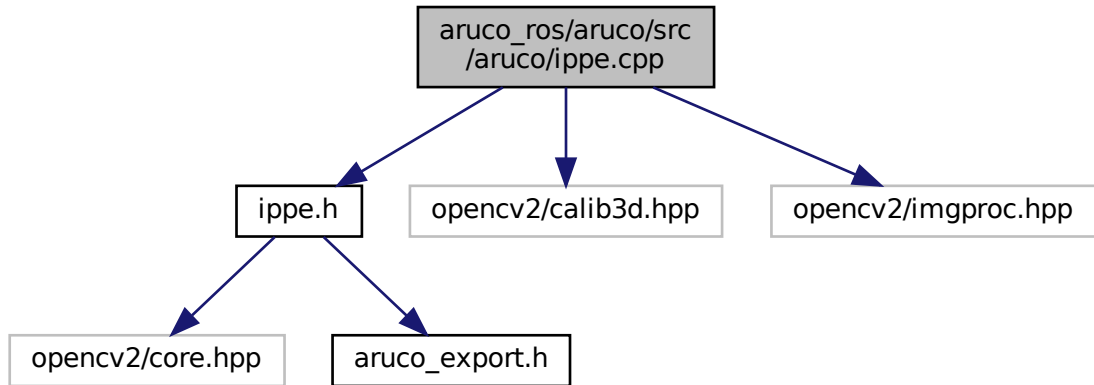 aruco_ros/aruco/src
/aruco/ippe.cpp
ippe.h
opencv2/calib3d.hpp
opencv2/imgproc.hpp
opencv2/core.hpp
aruco_export.h